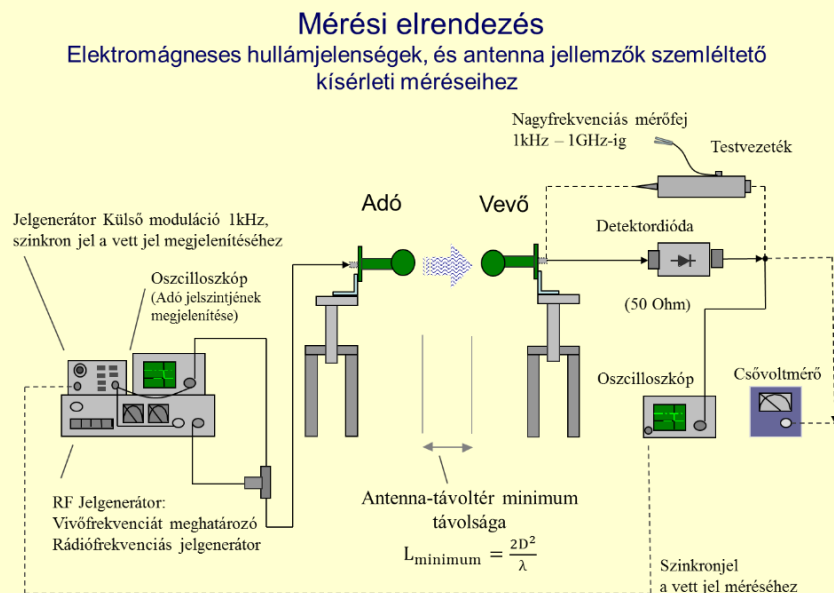 Mérési elrendezés
Elektromágneses hullámjelenségek, és antenna jellemzők szemléltető
kísérleti méréseihez
Nagyfrekvenciás mérőfej
1kHz – 1GHz-ig
Testvezeték
Adó
Vevő
Jelgenerátor Külső moduláció 1kHz,
szinkron jel a vett jel megjelenítéséhez
Detektordióda
Oszcilloszkóp
(Adó jelszintjének
megjelenítése)
(50 Ohm)
Oszcilloszkóp
Csővoltmérő
RF Jelgenerátor:
Vivőfrekvenciát meghatározó
Rádiófrekvenciás jelgenerátor
Antenna-távoltér minimum
távolsága
L_minimum = 2D²/λ
Szinkronjel
a vett jel méréséhez